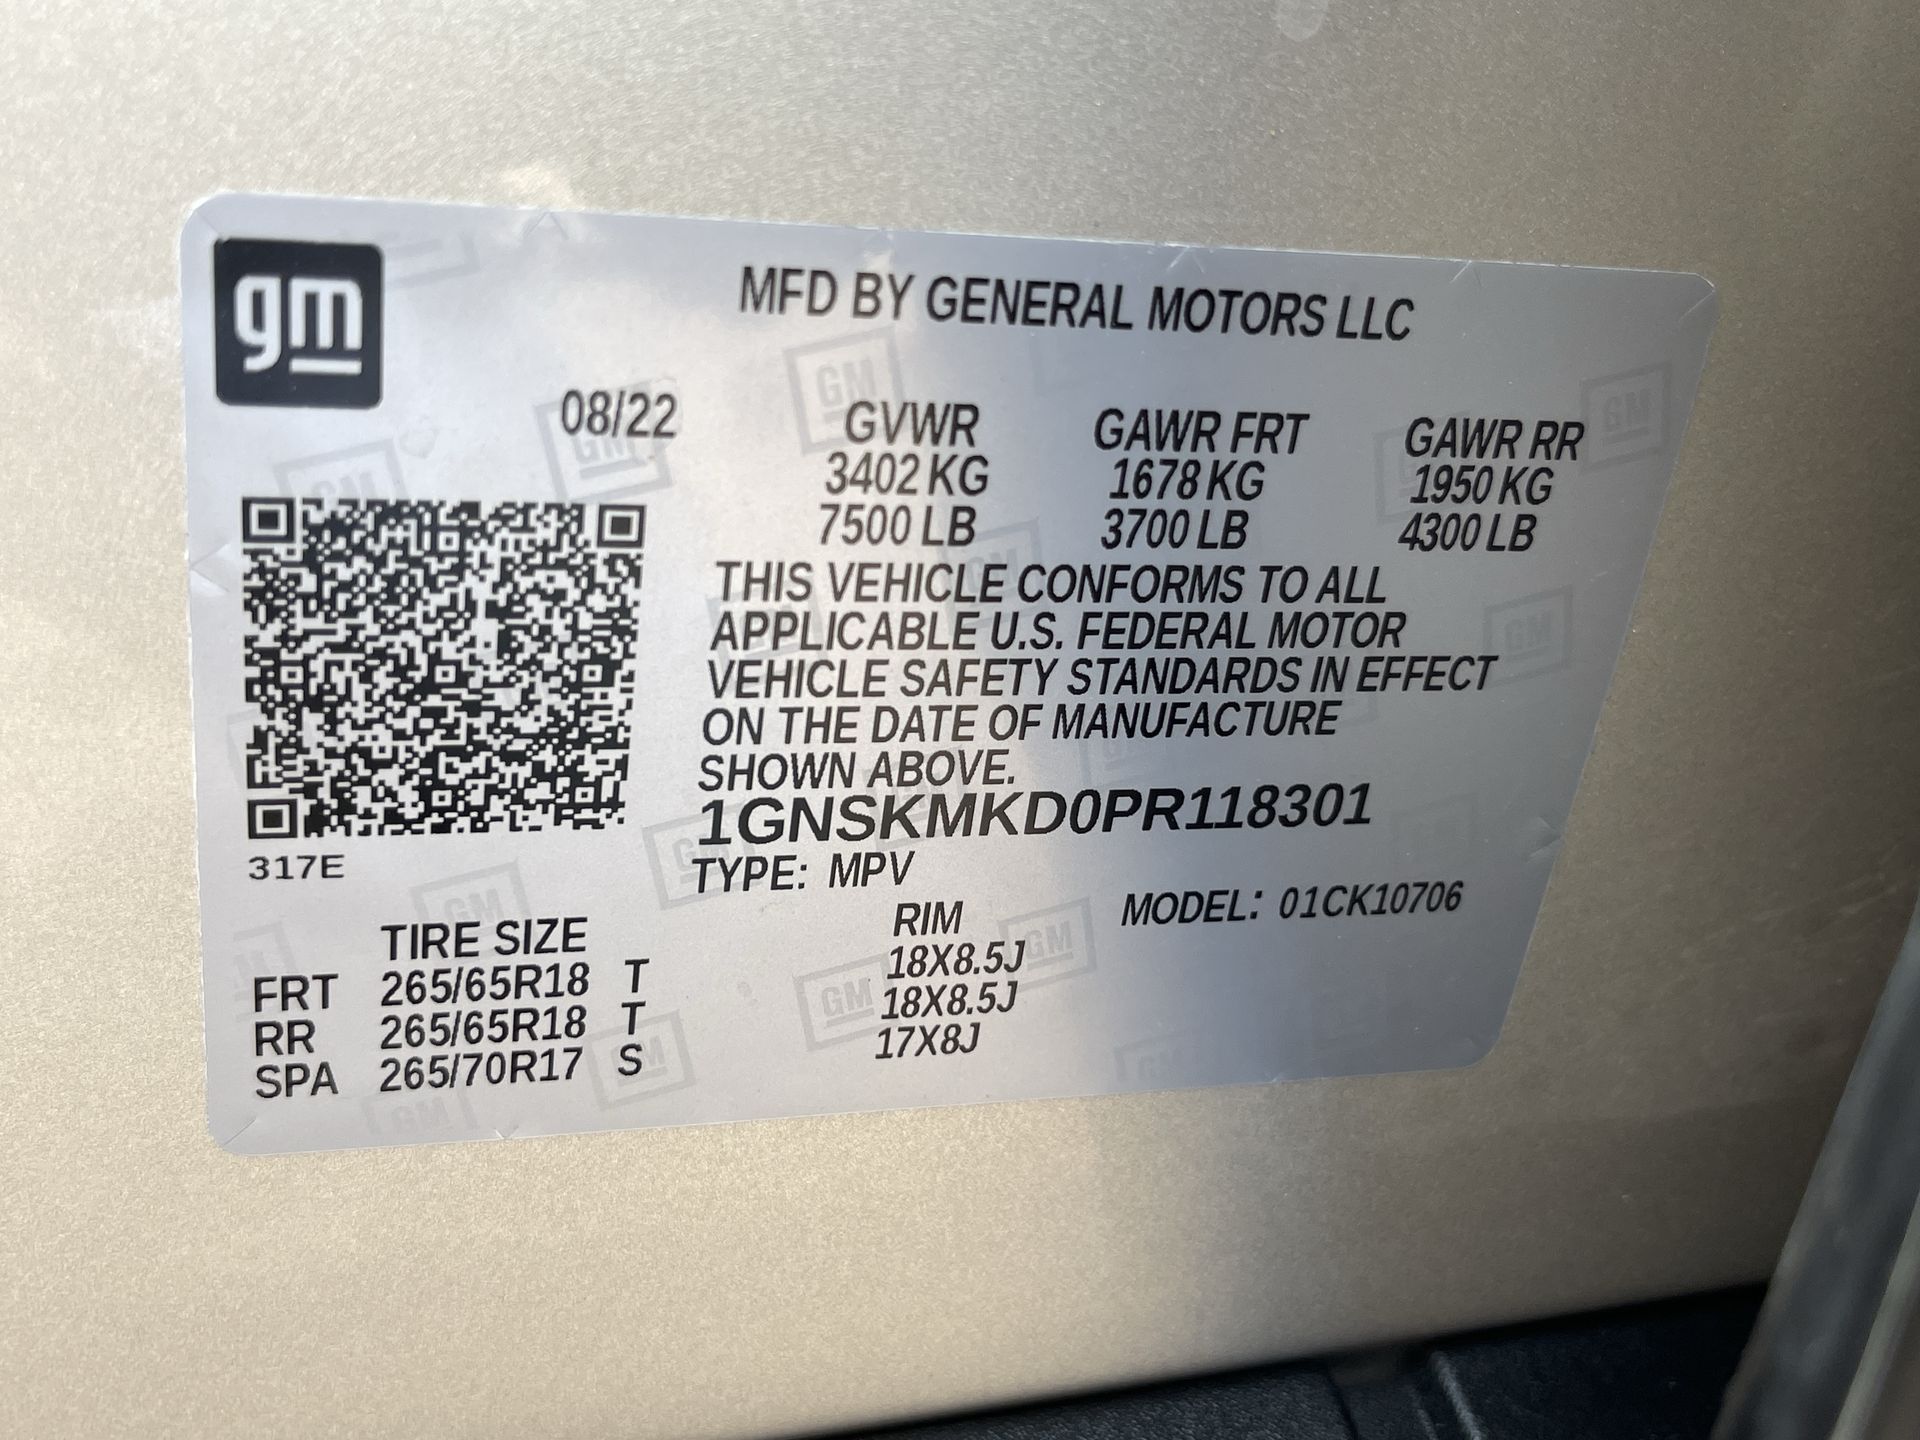 gm
MFD BY GENERAL MOTORS LLC
08/22 GVWR GAWR FRT GAWR RR
3402 KG 1678 KG 1950 KG
7500 LB 3700 LB 4300 LB
THIS VEHICLE CONFORMS TO ALL
APPLICABLE U.S. FEDERAL MOTOR
VEHICLE SAFETY STANDARDS IN EFFECT
ON THE DATE OF MANUFACTURE
SHOWN ABOVE.
1GNSKMKD0PR118301
317E
TYPE: MPV MODEL: 01CK10706
TIRE SIZE RIM
FRT 265/65R18 T 18X8.5J
RR 265/65R18 T 18X8.5J
SPA 265/70R17 S 17X8J